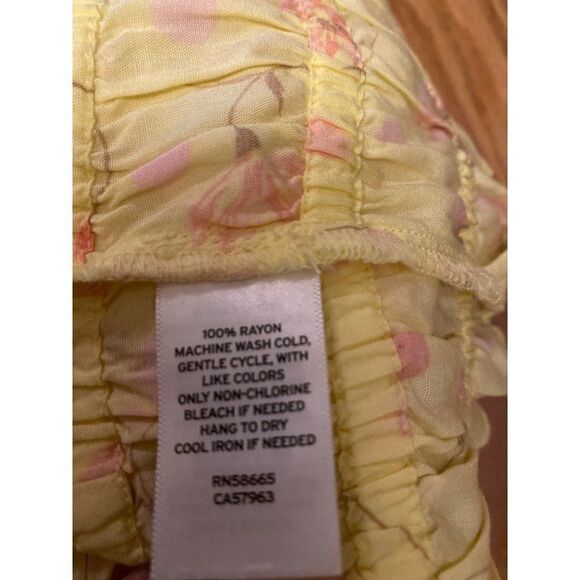 100% RAYON
MACHINE WASH COLD,
GENTLE CYCLE, WITH
LIKE COLORS
ONLY NON-CHLORINE
BLEACH IF NEEDED
HANG TO DRY
COOL IRON IF NEEDED
RN58665
CA57963